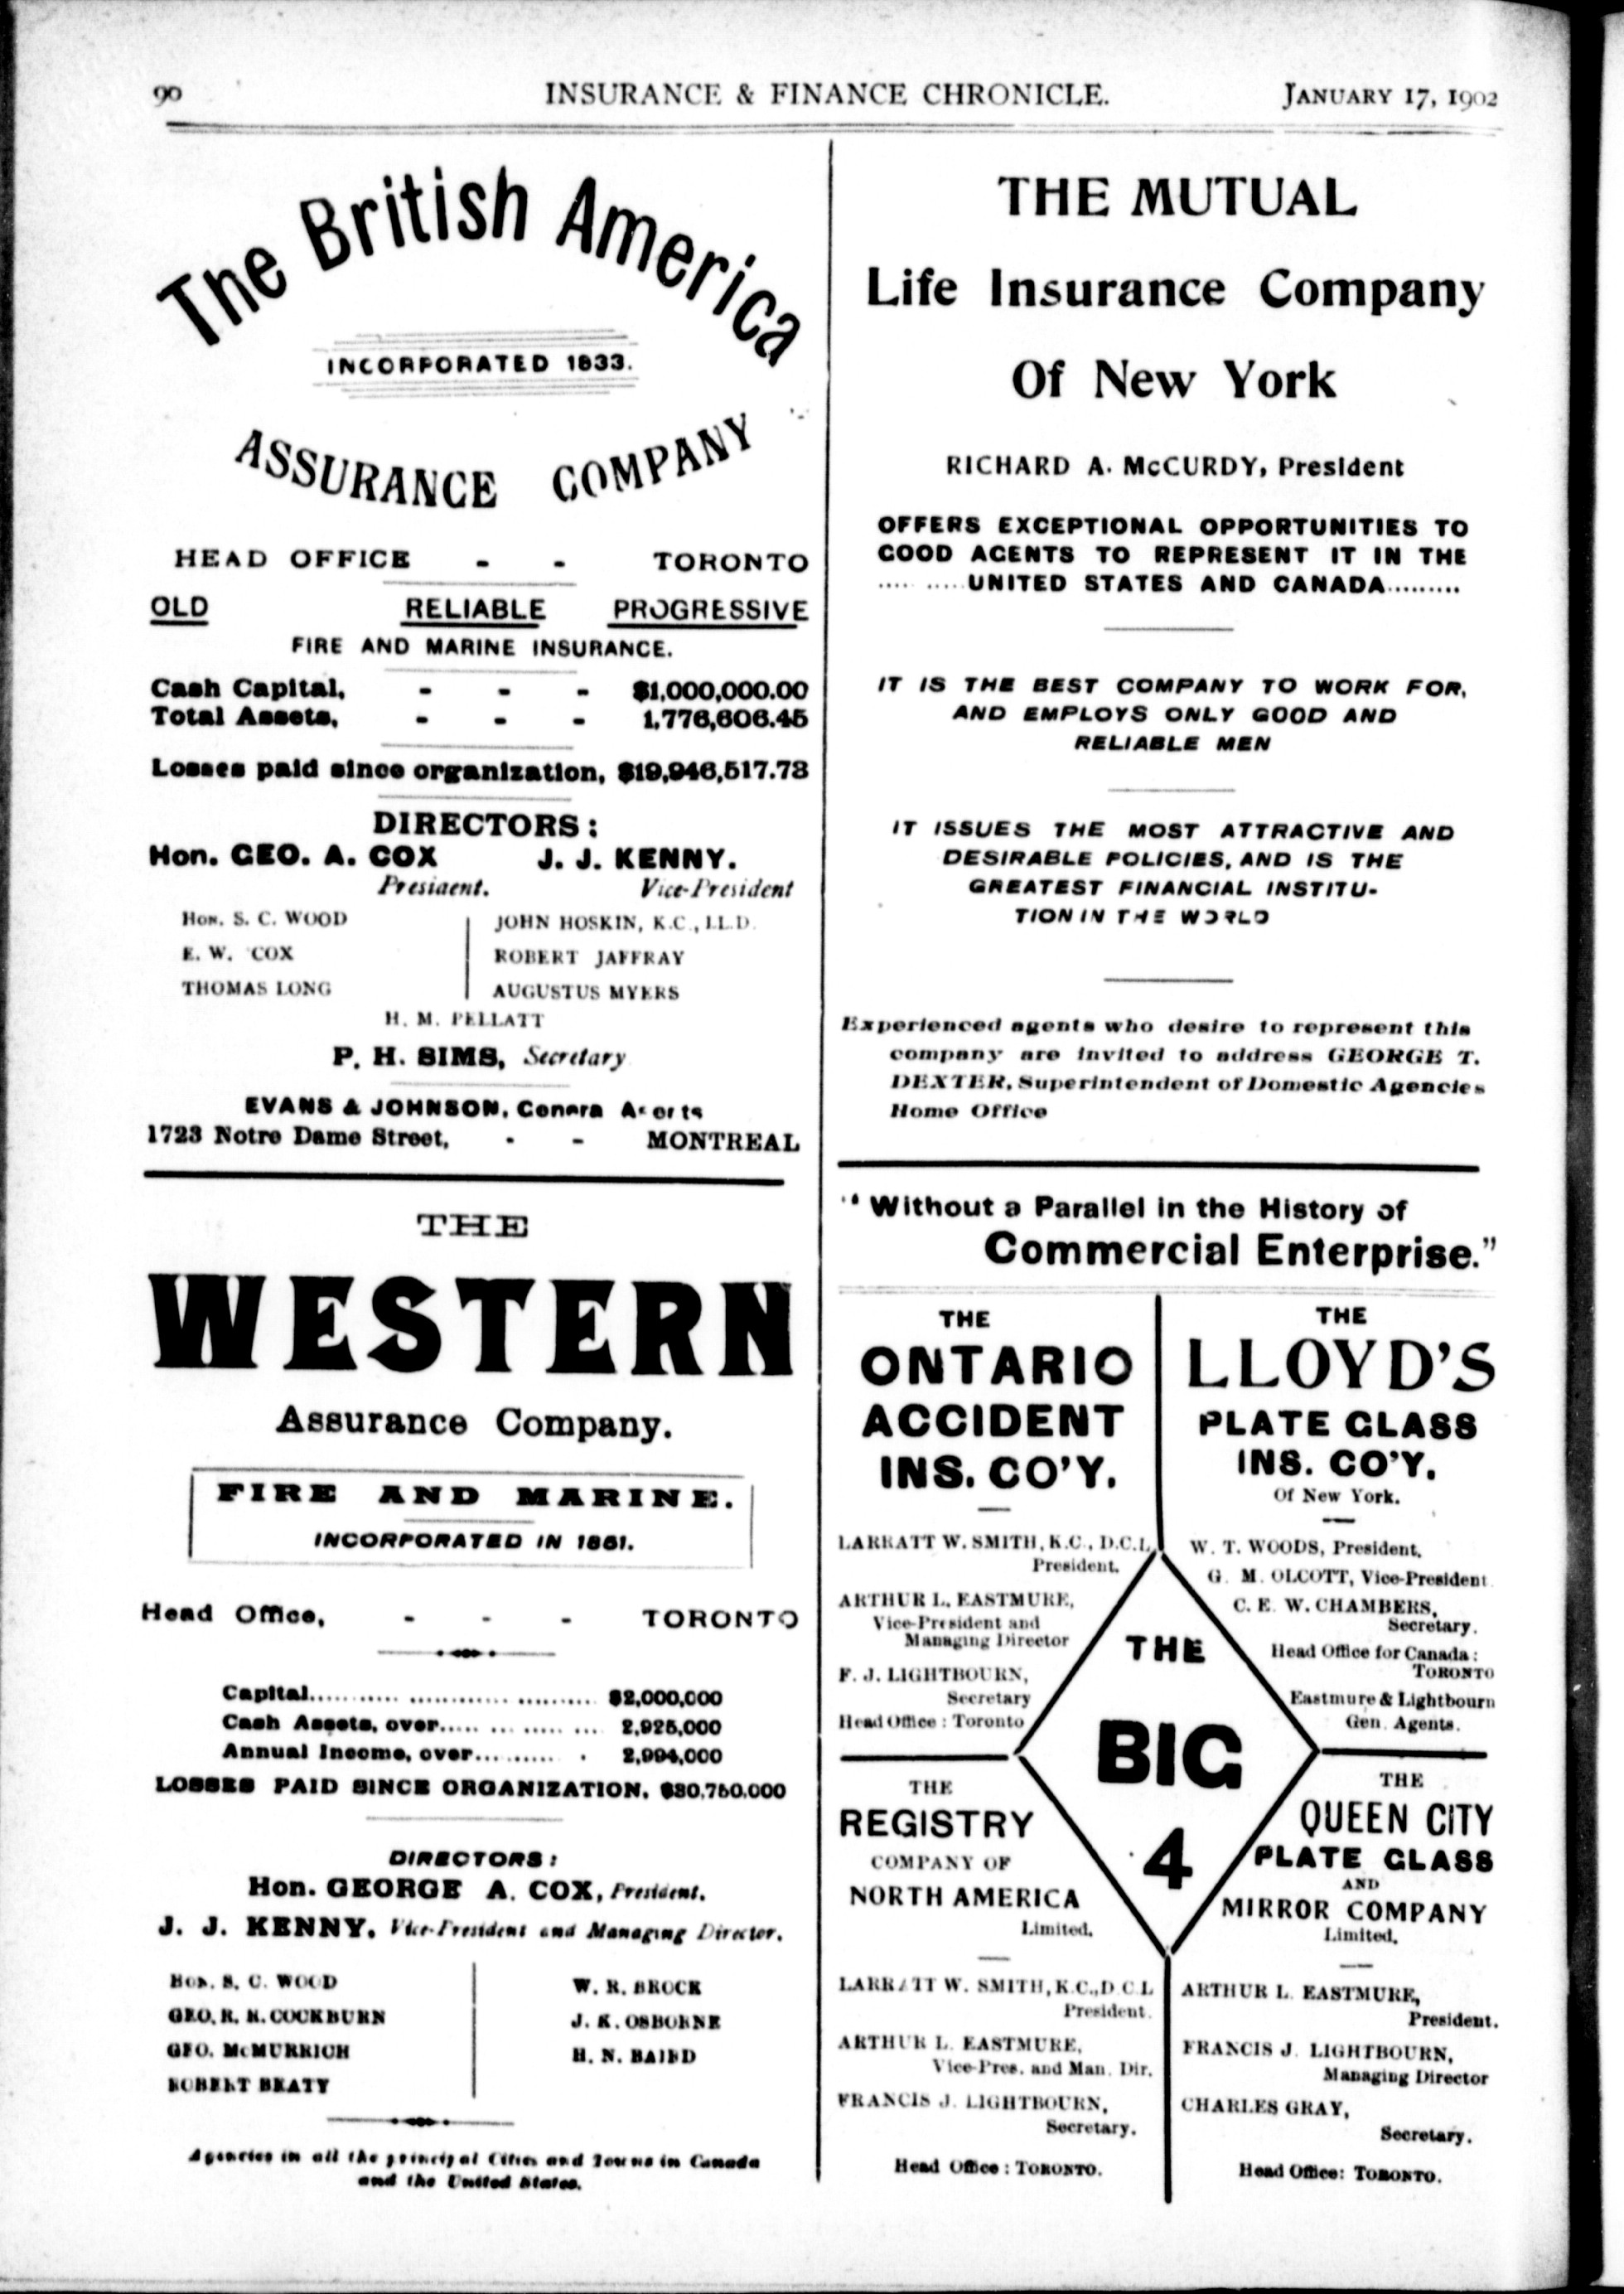 90 INSURANCE & FINANCE CHRONICLE. JANUARY 17, 1902
The British America
INCORPORATED 1833.
ASSURANCE COMPANY
HEAD OFFICE - - TORONTO
OLD RELIABLE PROGRESSIVE
FIRE AND MARINE INSURANCE.
Cash Capital, - - - $1,000,000.00
Total Assets, - - - 1,776,606.45
Losses paid since organization, $19,946,517.73
DIRECTORS:
Hon. GEO. A. COX J. J. KENNY.
President. Vice-President
Hon. S. C. WOOD JOHN HOSKIN, K.C., LL.D.
E. W. COX ROBERT JAFFRAY
THOMAS LONG AUGUSTUS MYERS
H. M. PELLATT
P. H. SIMS, Secretary
EVANS & JOHNSON, General Agents
1723 Notre Dame Street, - - MONTREAL
THE
WESTERN
Assurance Company.
FIRE AND MARINE.
INCORPORATED IN 1851.
Head Office, - - - TORONTO
Capital.................................... $2,000,000
Cash Assets, over.................... 2,925,000
Annual Income, over............... 2,994,000
LOSSES PAID SINCE ORGANIZATION, $30,750,000
DIRECTORS:
Hon. GEORGE A. COX, President.
J. J. KENNY, Vice-President and Managing Director.
Hon. S. C. WOOD W. R. BROCK
GEO. R. R. COCKBURN J. K. OSBORNE
GEO. McMURRICH H. N. BAIRD
ROBERT BEATY
Agencies in all the principal Cities and Towns in Canada
and the United States.
THE MUTUAL
Life Insurance Company
Of New York
RICHARD A. McCURDY, President
OFFERS EXCEPTIONAL OPPORTUNITIES TO
GOOD AGENTS TO REPRESENT IT IN THE
.........UNITED STATES AND CANADA.........
IT IS THE BEST COMPANY TO WORK FOR,
AND EMPLOYS ONLY GOOD AND
RELIABLE MEN
IT ISSUES THE MOST ATTRACTIVE AND
DESIRABLE POLICIES, AND IS THE
GREATEST FINANCIAL INSTITU-
TION IN THE WORLD
Experienced agents who desire to represent this
company are invited to address GEORGE T.
DEXTER, Superintendent of Domestic Agencies
Home Office
"Without a Parallel in the History of
Commercial Enterprise."
THE
ONTARIO
ACCIDENT
INS. CO'Y.
LARRATT W. SMITH, K.C., D.C.L.
President.
ARTHUR L. EASTMURE,
Vice-President and
Managing Director
F. J. LIGHTBOURN,
Secretary
Head Office : Toronto
THE
LLOYD'S
PLATE GLASS
INS. CO'Y.
Of New York.
W. T. WOODS, President,
G. M. OLCOTT, Vice-President
C. E. W. CHAMBERS,
Secretary.
Head Office for Canada :
TORONTO
Eastmure & Lightbourn
Gen. Agents.
THE
BIG
4
THE
REGISTRY
COMPANY OF
NORTH AMERICA
Limited.
LARRATT W. SMITH, K.C., D.C.L
President.
ARTHUR L. EASTMURE,
Vice-Pres. and Man. Dir.
FRANCIS J. LIGHTBOURN,
Secretary.
Head Office : TORONTO.
THE
QUEEN CITY
PLATE GLASS
AND
MIRROR COMPANY
Limited.
ARTHUR L. EASTMURE,
President.
FRANCIS J. LIGHTBOURN,
Managing Director
CHARLES GRAY,
Secretary.
Head Office: TORONTO.